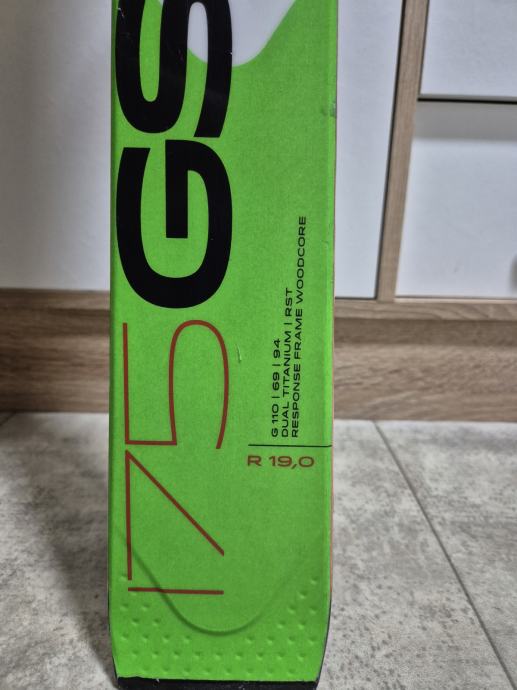 GS
175
G 110 | 69 | 94
DUAL TITANIUM | RST
RESPONSE FRAME WOODCORE
R 19,0